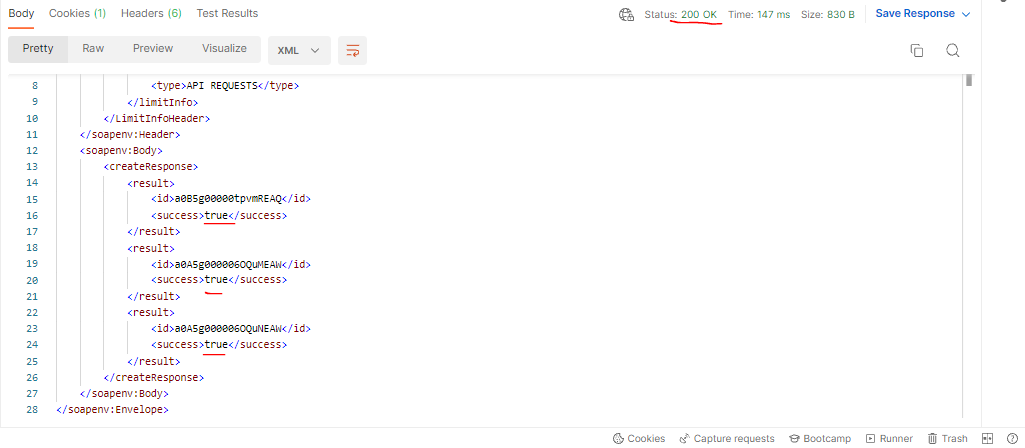 Body Cookies (1) Headers (6) Test Results Status: 200 OK Time: 147 ms Size: 830 B Save Response
Pretty Raw Preview Visualize XML
8 <type>API REQUESTS</type>
9 </limitInfo>
10 </LimitInfoHeader>
11 </soapenv:Header>
12 <soapenv:Body>
13 <createResponse>
14 <result>
15 <id>a0B5g00000tpvmREAQ</id>
16 <success>true</success>
17 </result>
18 <result>
19 <id>a0A5g000006OQuMEAW</id>
20 <success>true</success>
21 </result>
22 <result>
23 <id>a0A5g000006OQuNEAW</id>
24 <success>true</success>
25 </result>
26 </createResponse>
27 </soapenv:Body>
28 </soapenv:Envelope>
Cookies Capture requests Bootcamp Runner Trash